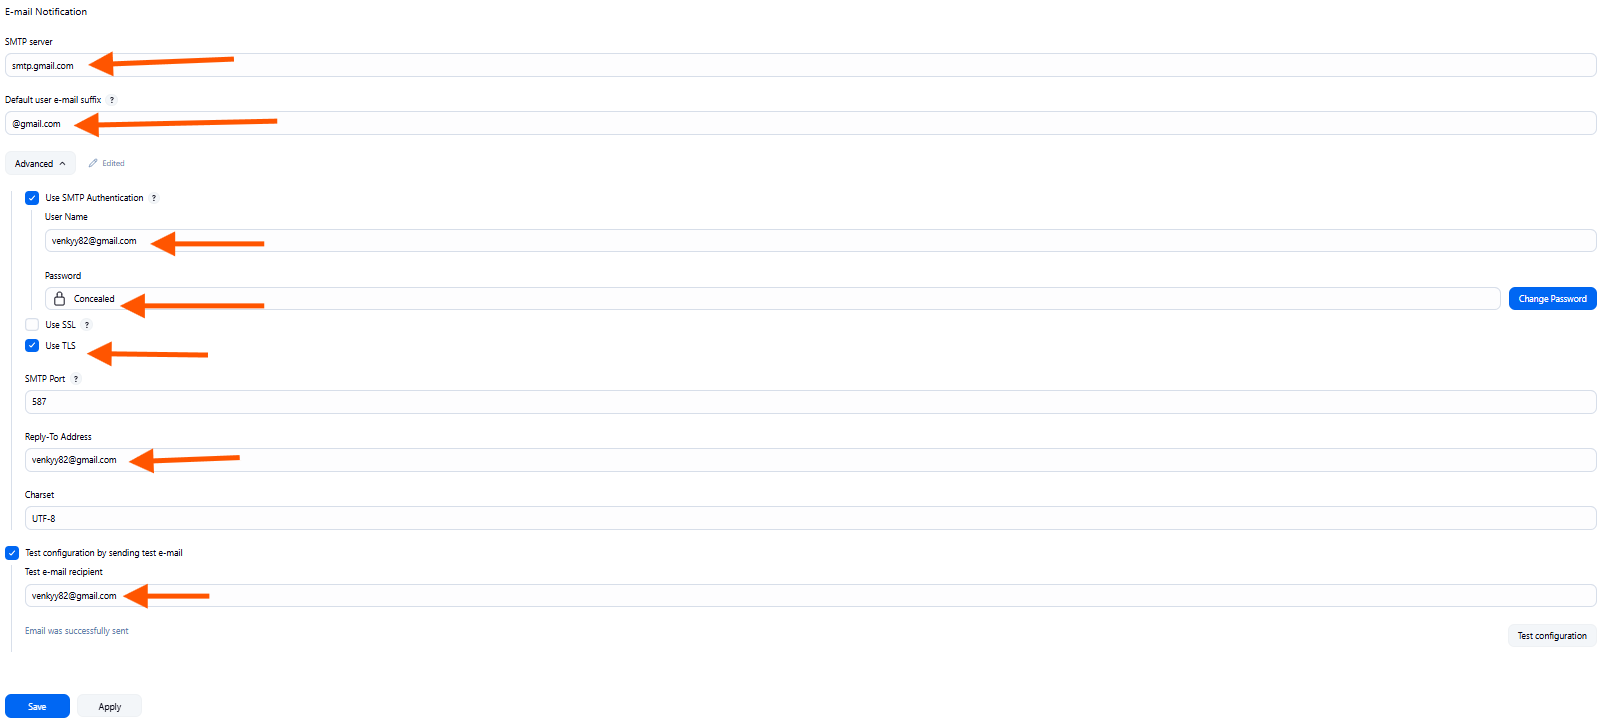 E-mail Notification
SMTP server
smtp.gmail.com
Default user e-mail suffix ?
@gmail.com
Advanced Edited
Use SMTP Authentication ?
User Name
venkyy82@gmail.com
Password
Concealed Change Password
Use SSL ?
Use TLS
SMTP Port ?
587
Reply-To Address
venkyy82@gmail.com
Charset
UTF-8
Test configuration by sending test e-mail
Test e-mail recipient
venkyy82@gmail.com
Email was successfully sent
Test configuration
Save Apply